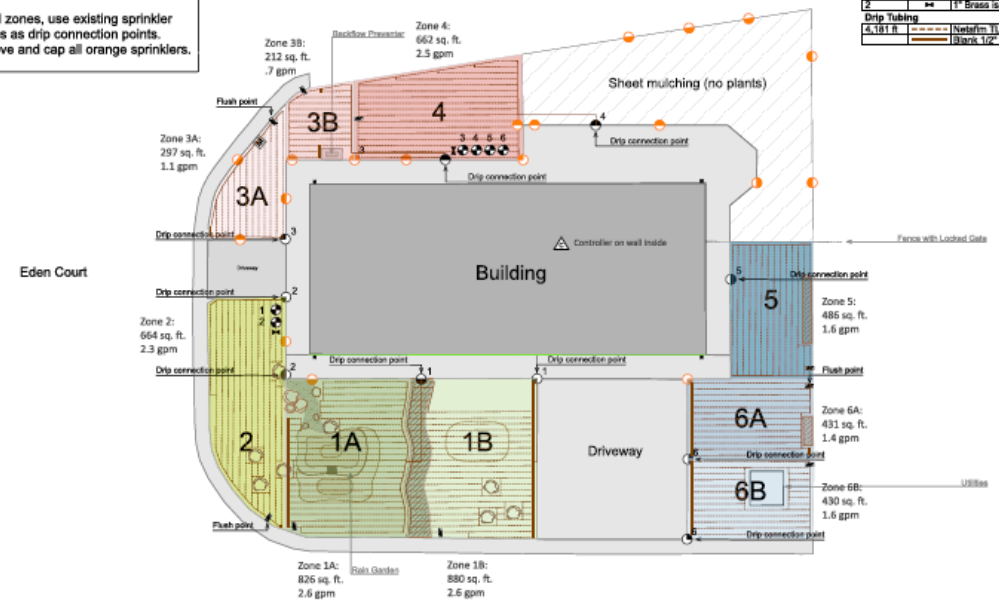 l zones, use existing sprinkler
s as drip connection points.
ve and cap all orange sprinklers.
2 1" Brass is
Drip Tubing
4,181 ft Netafim TL
Blank 1/2"
Zone 4:
662 sq. ft.
2.5 gpm
Backflow Preventer
Zone 3B:
212 sq. ft.
.7 gpm
Flush point
Sheet mulching (no plants)
3B
4
3 4 5 6
4
Drip connection point
Zone 3A:
297 sq. ft.
1.1 gpm
3
Drip connection point
3A
Drip connection point
3
Controller on wall inside
Fence with Locked Gate
Eden Court
Driveway
Building
5
Drip connection point
5
Drip connection point
2
Zone 5:
486 sq. ft.
1.6 gpm
1
2
Zone 2:
664 sq. ft.
2.3 gpm
Drip connection point
Drip connection point
Drip connection point
2
1
1
Flush point
Zone 6A:
431 sq. ft.
1.4 gpm
6A
2
1A
1B
Driveway
6
Drip connection point
6B
Utilities
Zone 6B:
430 sq. ft.
1.6 gpm
Flush point
6
Drip connection point
Zone 1A:
826 sq. ft.
2.6 gpm
Rain Garden
Zone 1B:
880 sq. ft.
2.6 gpm